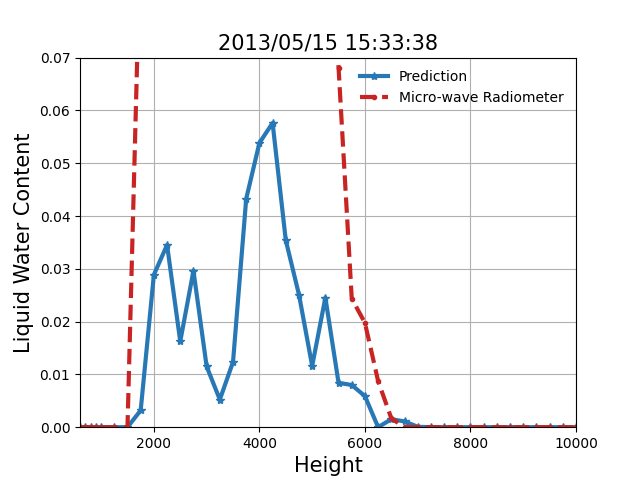 2013/05/15 15:33:38
0.07
0.06
0.05
0.04
0.03
0.02
0.01
0.00
Liquid Water Content
Prediction
Micro-wave Radiometer
2000 4000 6000 8000 10000
Height